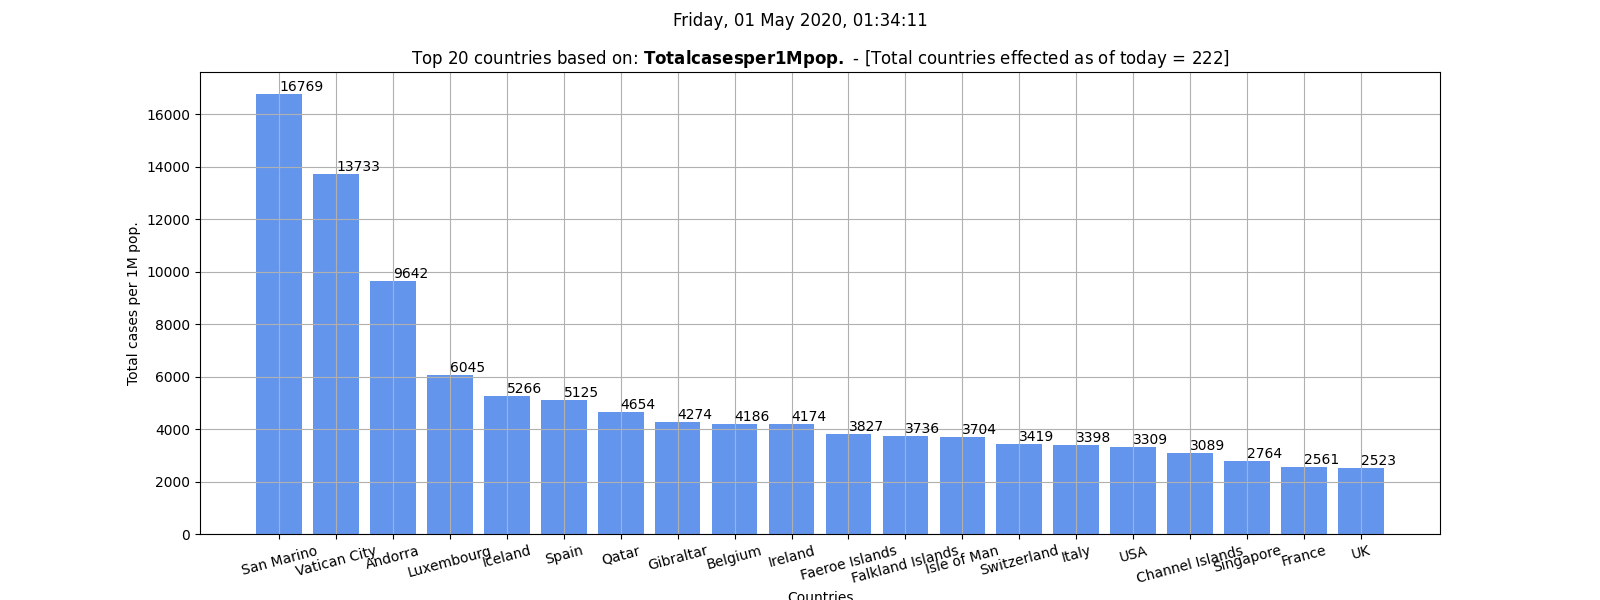 Friday, 01 May 2020, 01:34:11
Top 20 countries based on: Totalcasesper1Mpop. - [Total countries effected as of today = 222]
Total cases per 1M pop.
16000
14000
12000
10000
8000
6000
4000
2000
0
16769
13733
9642
6045
5266
5125
4654
4274
4186
4174
3827
3736
3704
3419
3398
3309
3089
2764
2561
2523
San Marino
Vatican City
Andorra
Luxembourg
Iceland
Spain
Qatar
Gibraltar
Belgium
Ireland
Faeroe Islands
Falkland Islands
Isle of Man
Switzerland
Italy
USA
Channel Islands
Singapore
France
UK
Countries